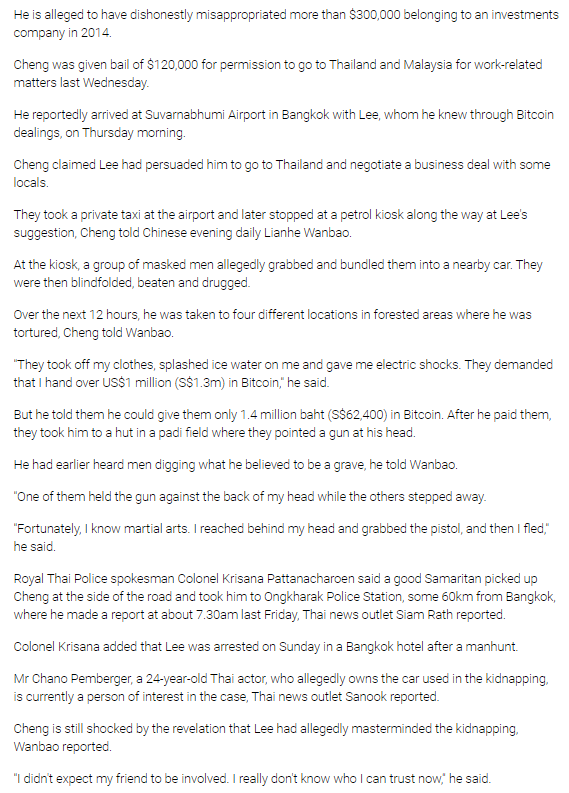 He is alleged to have dishonestly misappropriated more than $300,000 belonging to an investments
company in 2014.
Cheng was given bail of $120,000 for permission to go to Thailand and Malaysia for work-related
matters last Wednesday.
He reportedly arrived at Suvarnabhumi Airport in Bangkok with Lee, whom he knew through Bitcoin
dealings, on Thursday morning.
Cheng claimed Lee had persuaded him to go to Thailand and negotiate a business deal with some
locals.
They took a private taxi at the airport and later stopped at a petrol kiosk along the way at Lee's
suggestion, Cheng told Chinese evening daily Lianhe Wanbao.
At the kiosk, a group of masked men allegedly grabbed and bundled them into a nearby car. They
were then blindfolded, beaten and drugged.
Over the next 12 hours, he was taken to four different locations in forested areas where he was
tortured, Cheng told Wanbao.
"They took off my clothes, splashed ice water on me and gave me electric shocks. They demanded
that I hand over US$1 million (S$1.3m) in Bitcoin," he said.
But he told them he could give them only 1.4 million baht (S$62,400) in Bitcoin. After he paid them,
they took him to a hut in a padi field where they pointed a gun at his head.
He had earlier heard men digging what he believed to be a grave, he told Wanbao.
"One of them held the gun against the back of my head while the others stepped away.
"Fortunately, I know martial arts. I reached behind my head and grabbed the pistol, and then I fled,"
he said.
Royal Thai Police spokesman Colonel Krisana Pattanacharoen said a good Samaritan picked up
Cheng at the side of the road and took him to Ongkharak Police Station, some 60km from Bangkok,
where he made a report at about 7.30am last Friday, Thai news outlet Siam Rath reported.
Colonel Krisana added that Lee was arrested on Sunday in a Bangkok hotel after a manhunt.
Mr Chano Pemberger, a 24-year-old Thai actor, who allegedly owns the car used in the kidnapping,
is currently a person of interest in the case, Thai news outlet Sanook reported.
Cheng is still shocked by the revelation that Lee had allegedly masterminded the kidnapping,
Wanbao reported.
"I didn't expect my friend to be involved. I really don't know who I can trust now," he said.